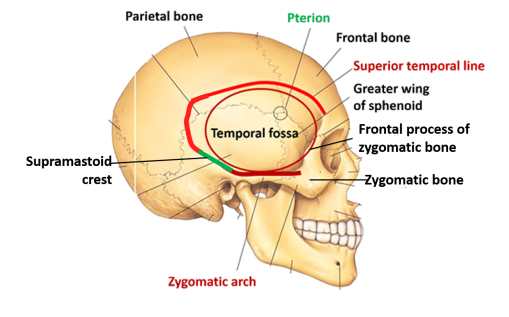 Parietal bone
Pterion
Frontal bone
Superior temporal line
Greater wing
of sphenoid
Temporal fossa
Frontal process of
zygomatic bone
Supramastoid
crest
Zygomatic bone
Zygomatic arch